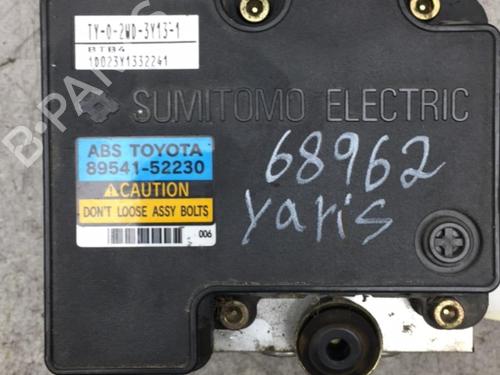 TY-0-2WD-3Y13-1
BTB4
10023Y1332241
SUMITOMO ELECTRIC
ABS TOYOTA
89541-52230
CAUTION
DON'T LOOSE ASSY BOLTS
006
68962
Yaris
B-PARTS